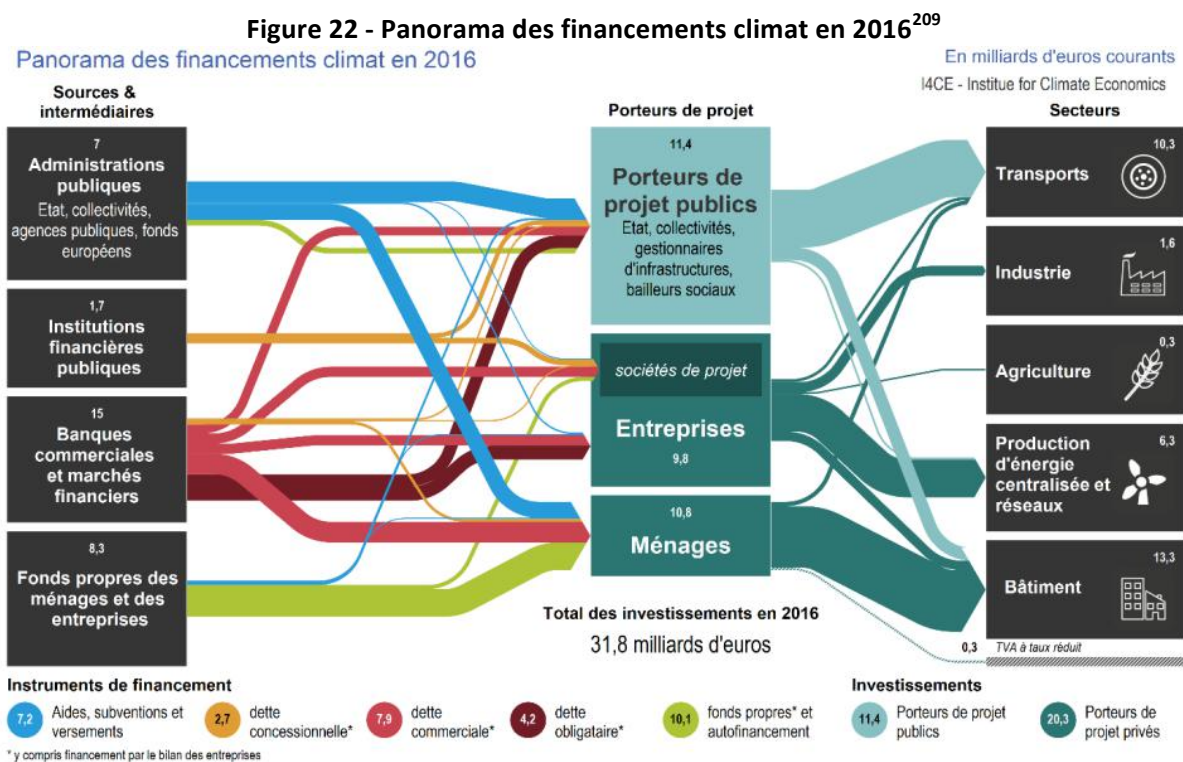 Figure 22 - Panorama des financements climat en 2016209
Panorama des financements climat en 2016
En milliards d'euros courants
I4CE - Institue for Climate Economics
Sources &
intermédiaires
Porteurs de projet
Secteurs
7
Administrations
publiques
Etat, collectivités,
agences publiques, fonds
européens
1,7
Institutions
financières
publiques
15
Banques
commerciales
et marchés
financiers
8,3
Fonds propres des
ménages et des
entreprises
11,4
Porteurs de
projet publics
Etat, collectivités,
gestionnaires
d'infrastructures,
bailleurs sociaux
sociétés de projet
Entreprises
9,8
10,8
Ménages
Total des investissements en 2016
31,8 milliards d'euros
10,3
Transports
1,6
Industrie
0,3
Agriculture
6,3
Production
d'énergie
centralisée et
réseaux
13,3
Bâtiment
0,3 TVA à taux réduit
Instruments de financement
7,2 Aides, subventions et
versements
2,7 dette
concessionnelle*
7,9 dette
commerciale*
4,2 dette
obligataire*
10,1 fonds propres* et
autofinancement
Investissements
11,4 Porteurs de projet
publics
20,3 Porteurs de
projet privés
* y compris financement par le bilan des entreprises